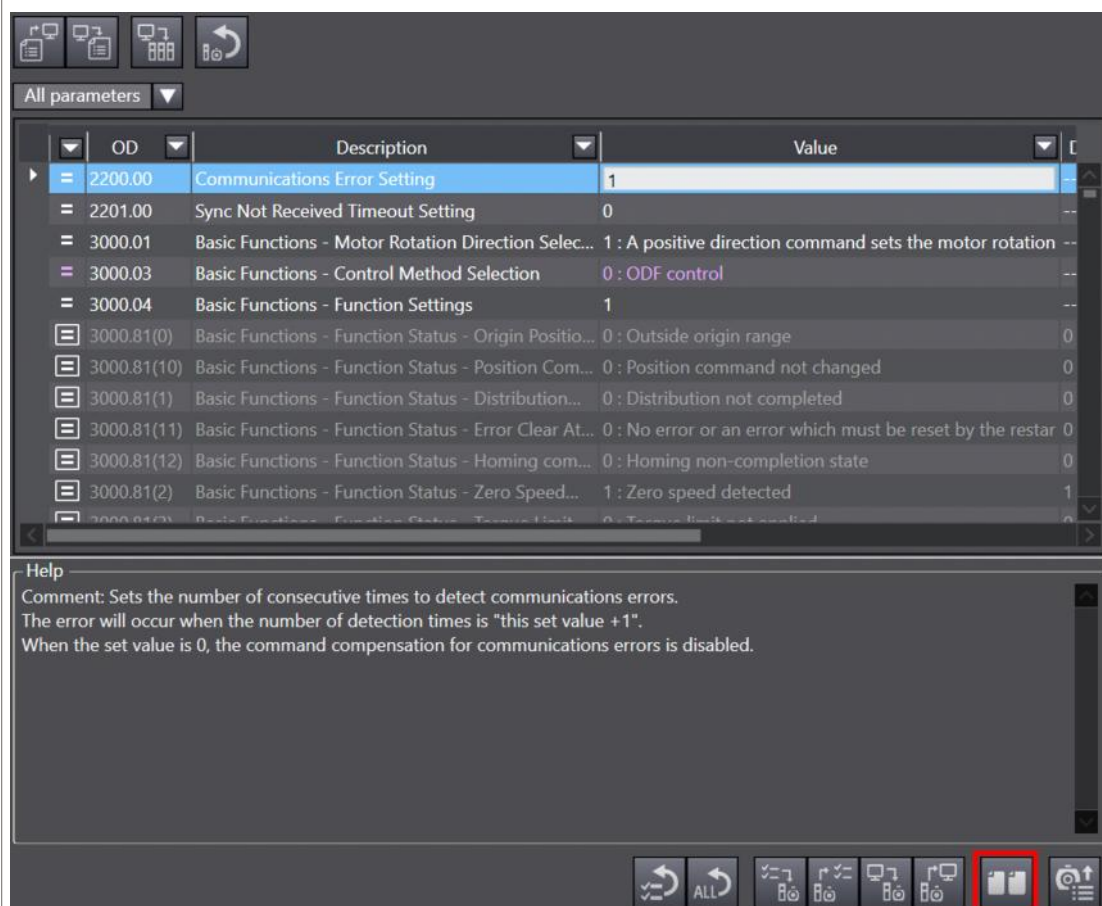 All parameters
OD Description Value
= 2200.00 Communications Error Setting 1 --
= 2201.00 Sync Not Received Timeout Setting 0 --
= 3000.01 Basic Functions - Motor Rotation Direction Selec... 1 : A positive direction command sets the motor rotation --
= 3000.03 Basic Functions - Control Method Selection 0 : ODF control --
= 3000.04 Basic Functions - Function Settings 1 --
= 3000.81(0) Basic Functions - Function Status - Origin Positio... 0 : Outside origin range 0
= 3000.81(10) Basic Functions - Function Status - Position Com... 0 : Position command not changed 0
= 3000.81(1) Basic Functions - Function Status - Distribution... 0 : Distribution not completed 0
= 3000.81(11) Basic Functions - Function Status - Error Clear At... 0 : No error or an error which must be reset by the restar 0
= 3000.81(12) Basic Functions - Function Status - Homing com... 0 : Homing non-completion state 0
= 3000.81(2) Basic Functions - Function Status - Zero Speed... 1 : Zero speed detected 1
Help
Comment: Sets the number of consecutive times to detect communications errors.
The error will occur when the number of detection times is "this set value +1".
When the set value is 0, the command compensation for communications errors is disabled.
ALL